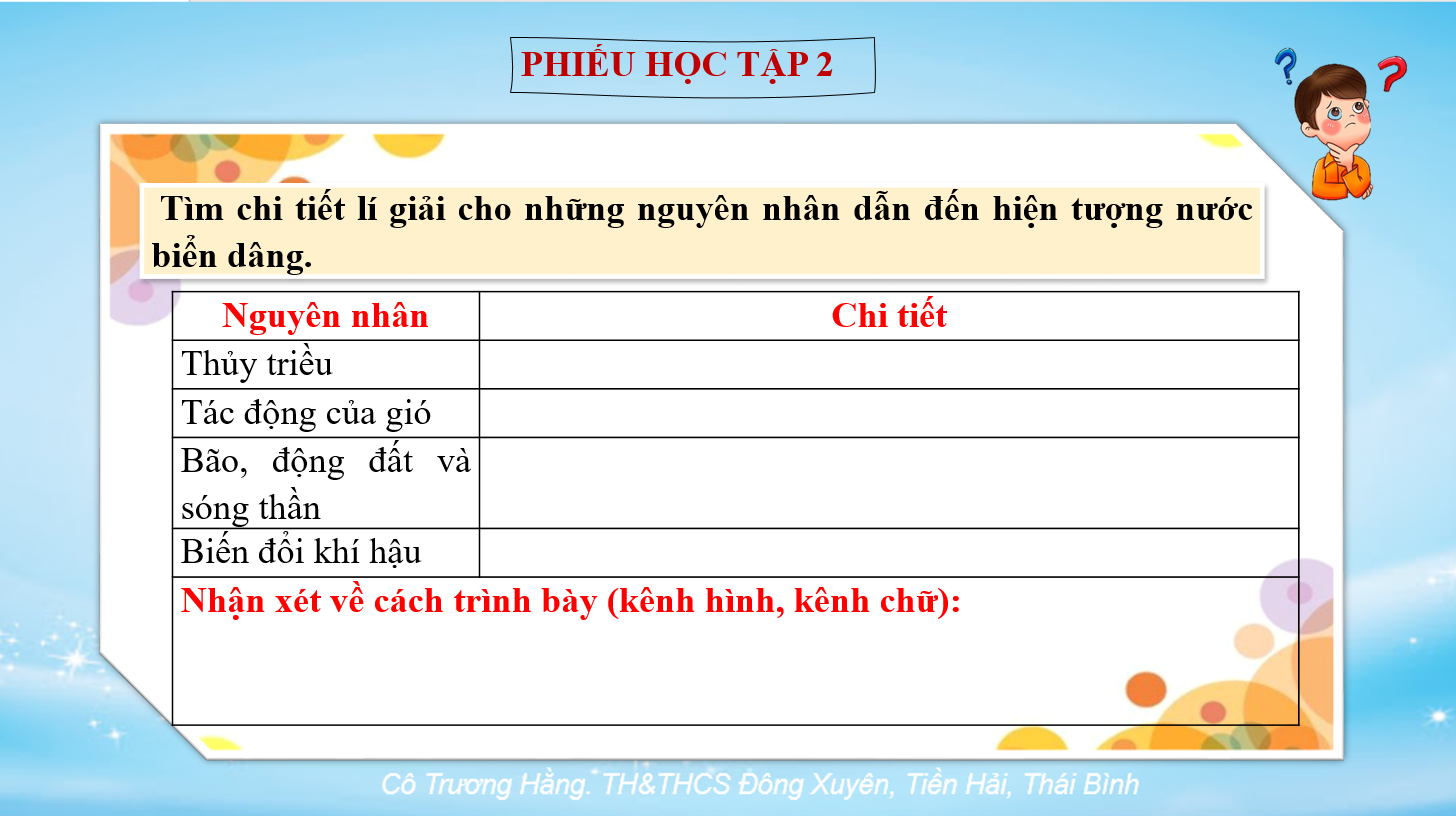 PHIẾU HỌC TẬP 2
Tìm chi tiết lí giải cho những nguyên nhân dẫn đến hiện tượng nước
biển dâng.
Nguyên nhân
Chi tiết
Thủy triều
Tác động của gió
Bão, động đất và
sóng thần
Biến đổi khí hậu
Nhận xét về cách trình bày (kênh hình, kênh chữ):
Cô Trương Hằng. TH&THCS Đông Xuyên, Tiền Hải, Thái Bình